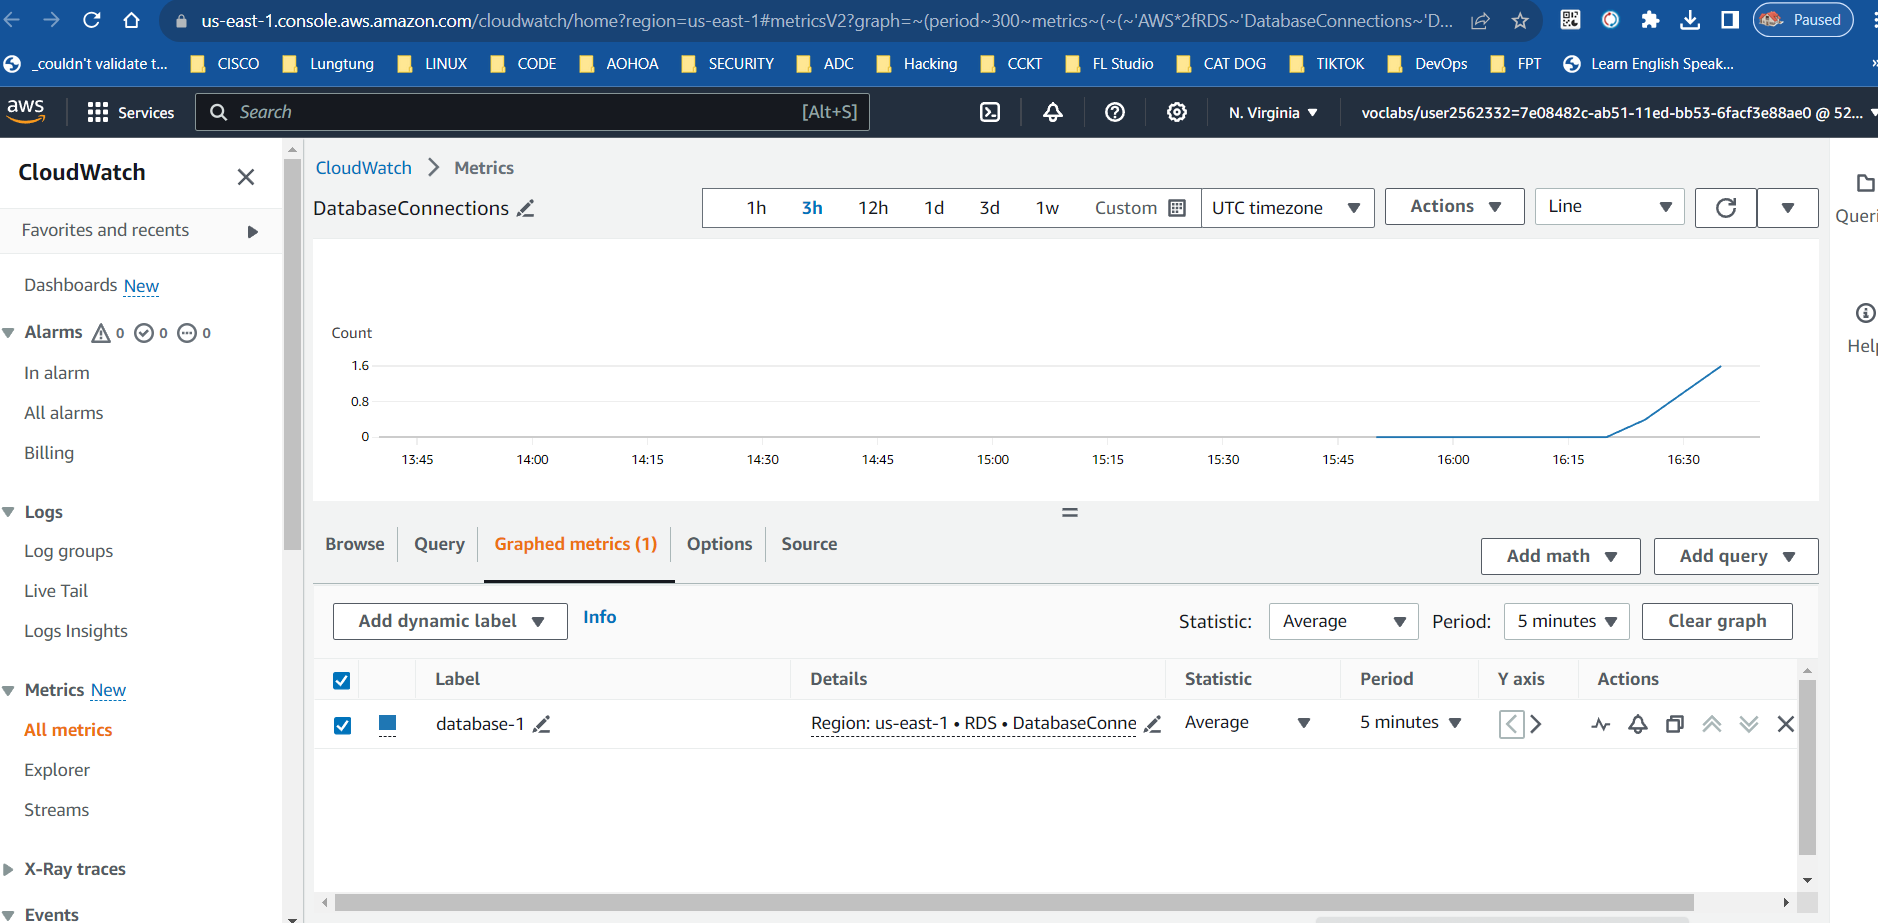 us-east-1.console.aws.amazon.com/cloudwatch/home?region=us-east-1#metricsV2?graph=~(period~300~metrics~(~(~'AWS*2fRDS~'DatabaseConnections~'D... Paused
_couldn't validate t... CISCO Lungtung LINUX CODE AOHOA SECURITY ADC Hacking CCKT FL Studio CAT DOG TIKTOK DevOps FPT Learn English Speak... »
aws Services Search [Alt+S] N. Virginia voclabs/user2562332=7e08482c-ab51-11ed-bb53-6facf3e88ae0 @ 52...
CloudWatch
Favorites and recents
Dashboards New
Alarms 0 0 0
In alarm
All alarms
Billing
Logs
Log groups
Live Tail
Logs Insights
Metrics New
All metrics
Explorer
Streams
X-Ray traces
Events
CloudWatch Metrics
DatabaseConnections 1h 3h 12h 1d 3d 1w Custom UTC timezone Actions Line
Count
1.6
0.8
0
13:45 14:00 14:15 14:30 14:45 15:00 15:15 15:30 15:45 16:00 16:15 16:30
Browse Query Graphed metrics (1) Options Source Add math Add query
Add dynamic label Info Statistic: Average Period: 5 minutes Clear graph
Label Details Statistic Period Y axis Actions
database-1 Region: us-east-1 • RDS • DatabaseConne Average 5 minutes
Queri
Help